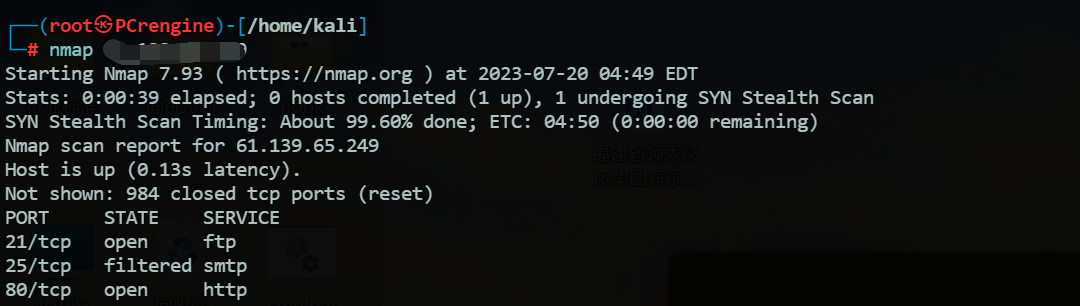 ┌──(root㉿PCrengine)-[/home/kali]
└─# nmap
Starting Nmap 7.93 ( https://nmap.org ) at 2023-07-20 04:49 EDT
Stats: 0:00:39 elapsed; 0 hosts completed (1 up), 1 undergoing SYN Stealth Scan
SYN Stealth Scan Timing: About 99.60% done; ETC: 04:50 (0:00:00 remaining)
Nmap scan report for 61.139.65.249
Host is up (0.13s latency).
Not shown: 984 closed tcp ports (reset)
PORT STATE SERVICE
21/tcp open ftp
25/tcp filtered smtp
80/tcp open http